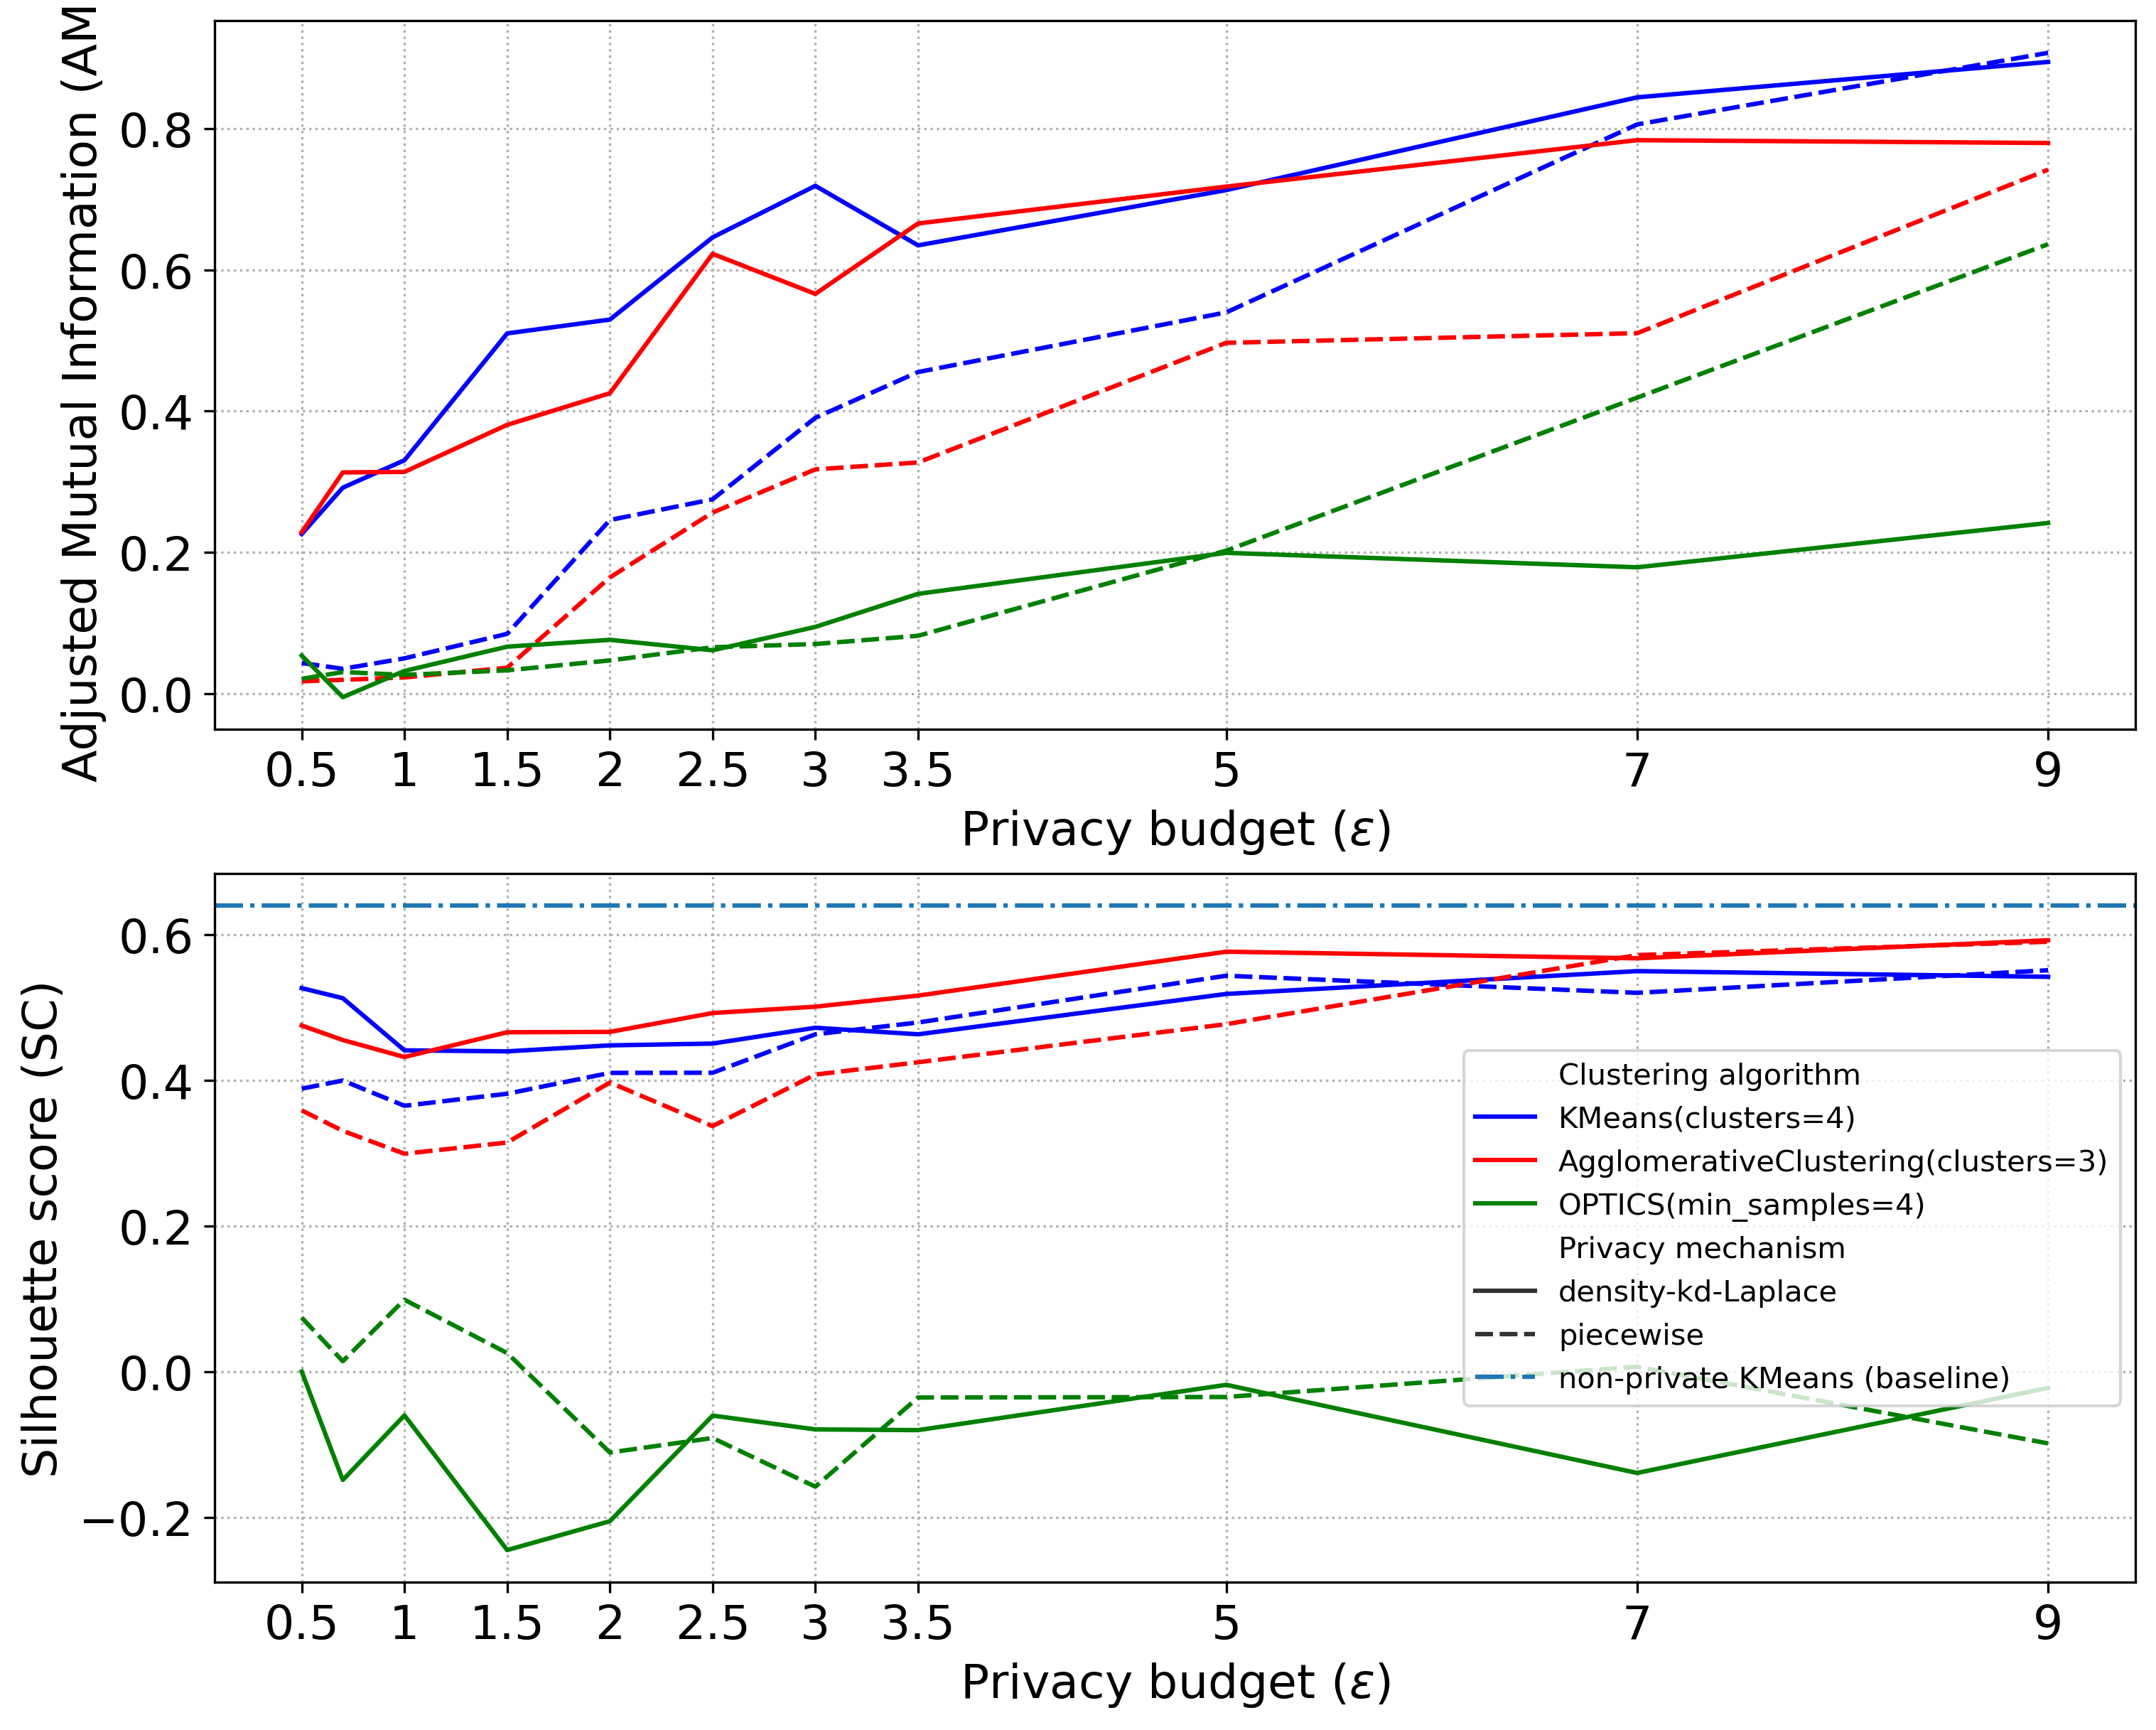 Adjusted Mutual Information (AM
0.8
0.6
0.4
0.2
0.0
0.5 1 1.5 2 2.5 3 3.5 5 7 9
Privacy budget (ε)
Silhouette score (SC)
0.6
0.4
0.2
0.0
−0.2
Clustering algorithm
KMeans(clusters=4)
AgglomerativeClustering(clusters=3)
OPTICS(min_samples=4)
Privacy mechanism
density-kd-Laplace
piecewise
non-private KMeans (baseline)
0.5 1 1.5 2 2.5 3 3.5 5 7 9
Privacy budget (ε)